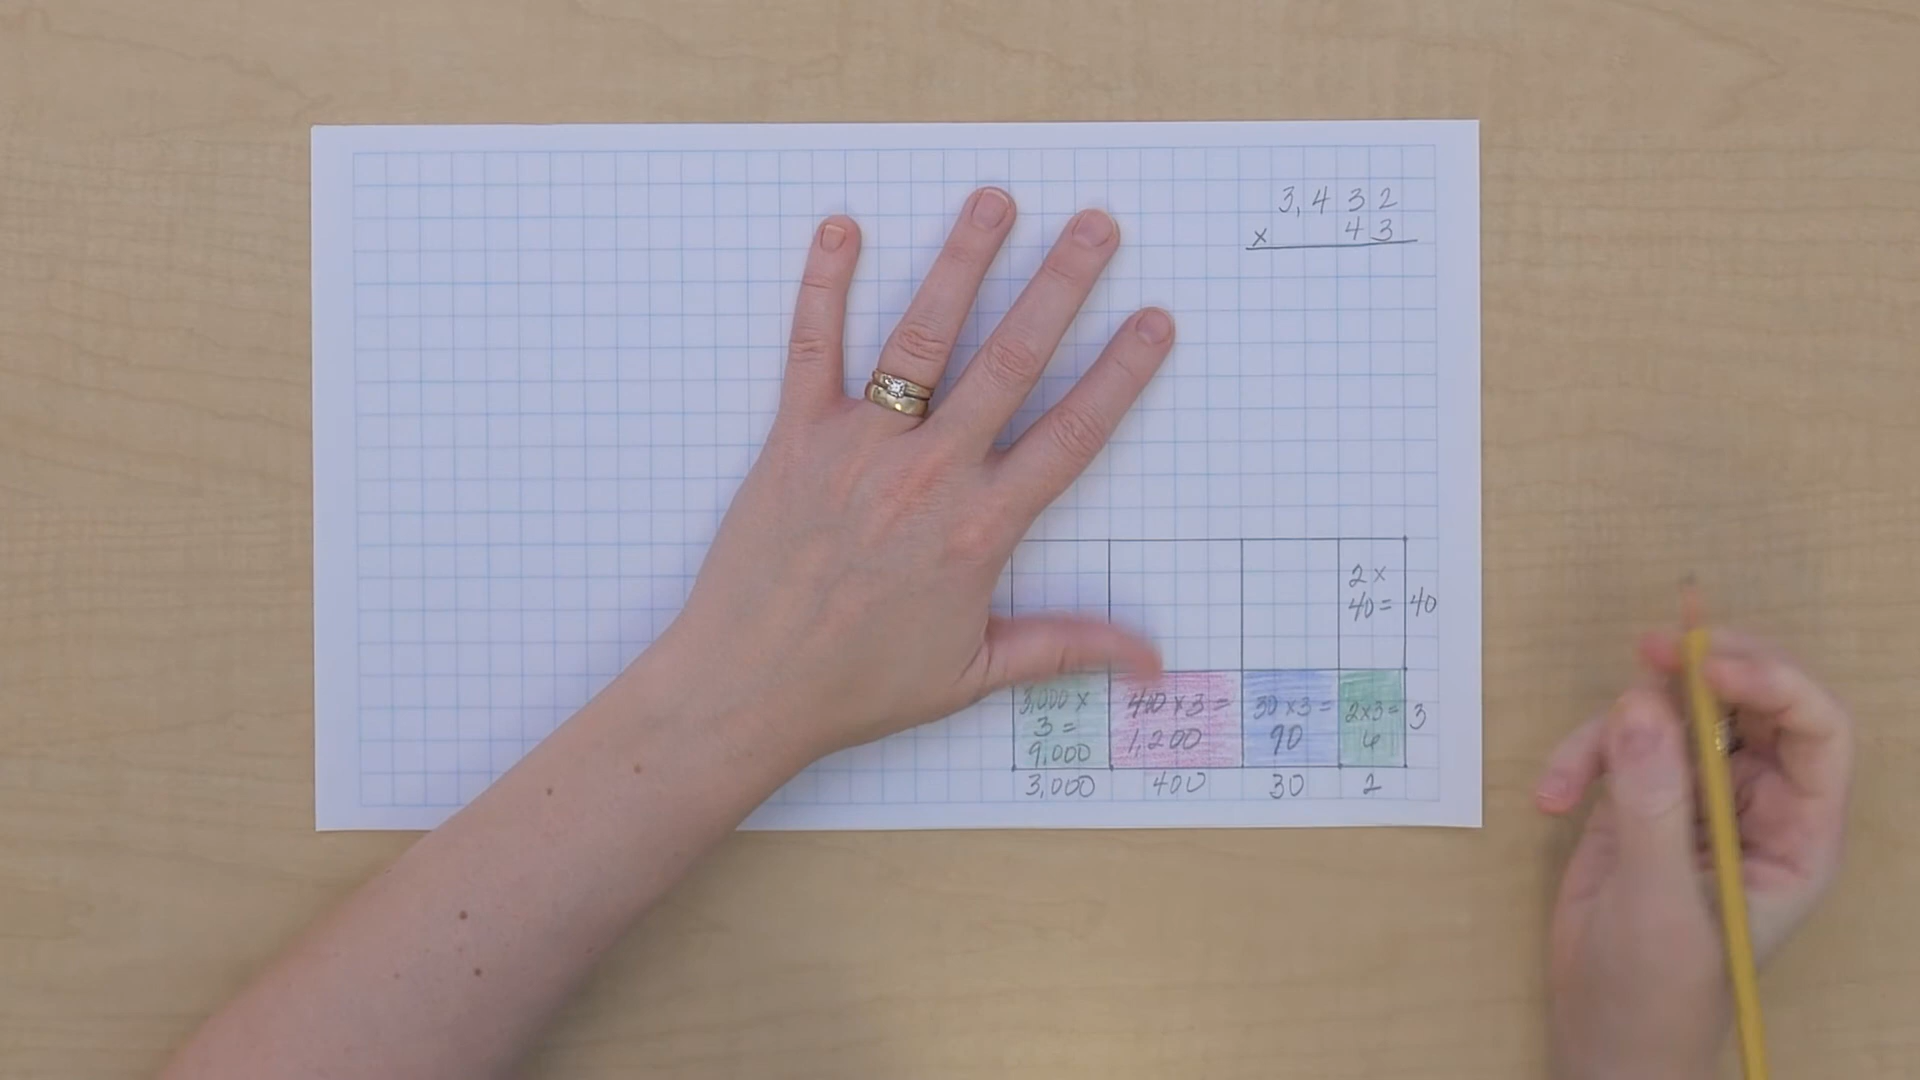 3,432
x 43
2 x
40 = 40
3,000 x
3 =
9,000
400 x 3 =
1,200
30 x 3 =
90
2x3 =
6
3
3,000 400 30 2